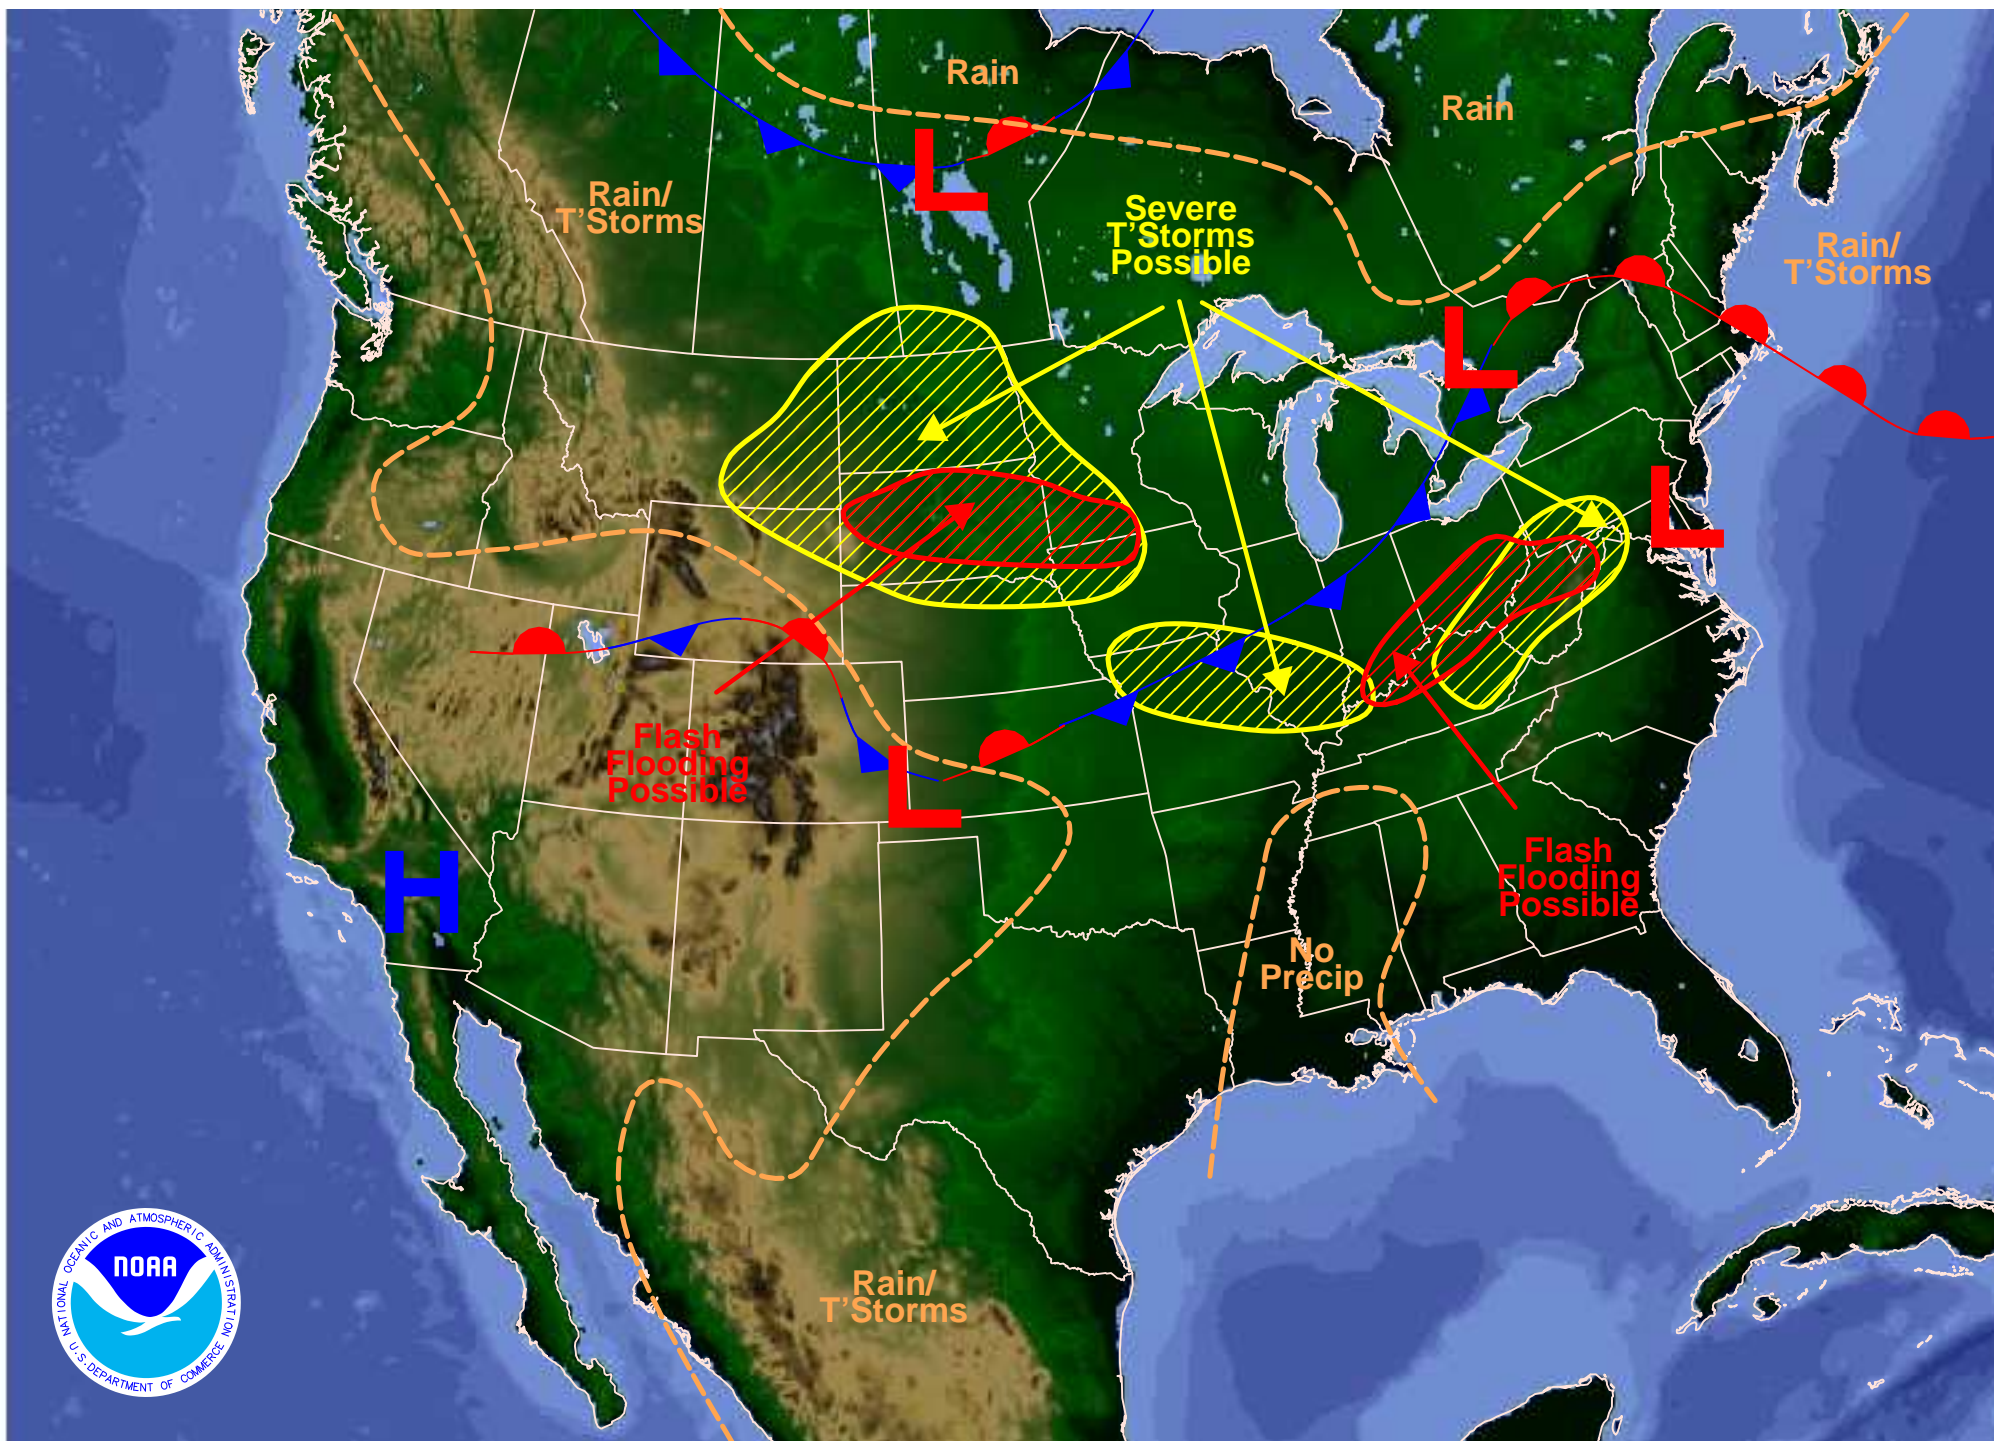 Rain
Rain
Rain/
T'Storms
Severe
T'Storms
Possible
Rain/
T'Storms
L
L
L
Flash
Flooding
Possible
L
H
Flash
Flooding
Possible
No
Precip
Rain/
T'Storms
NATIONAL OCEANIC AND ATMOSPHERIC ADMINISTRATION
NOAA
U.S. DEPARTMENT OF COMMERCE